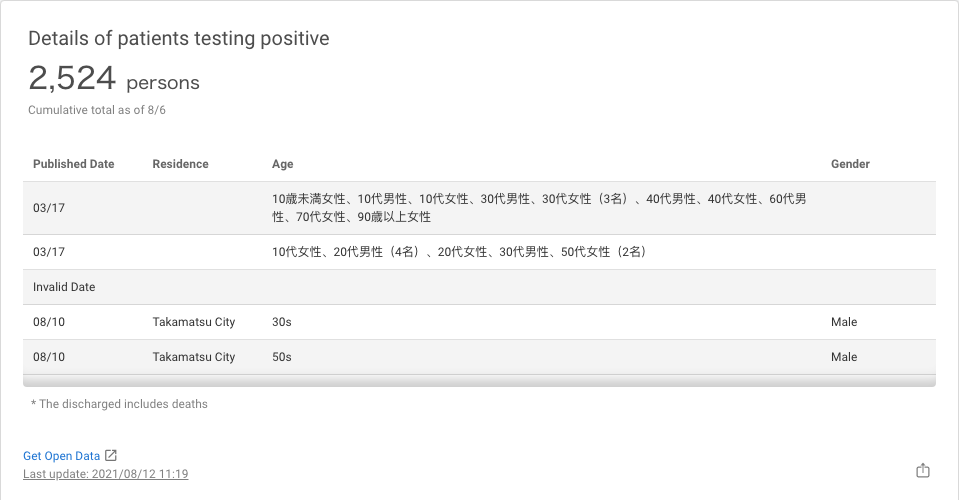 Details of patients testing positive
2,524 persons
Cumulative total as of 8/6
Published Date Residence Age Gender
03/17 10歳未満女性、10代男性、10代女性、30代男性、30代女性（3名）、40代男性、40代女性、60代男
性、70代女性、90歳以上女性
03/17 10代女性、20代男性（4名）、20代女性、30代男性、50代女性（2名）
Invalid Date
08/10 Takamatsu City 30s Male
08/10 Takamatsu City 50s Male
* The discharged includes deaths
Get Open Data
Last update: 2021/08/12 11:19